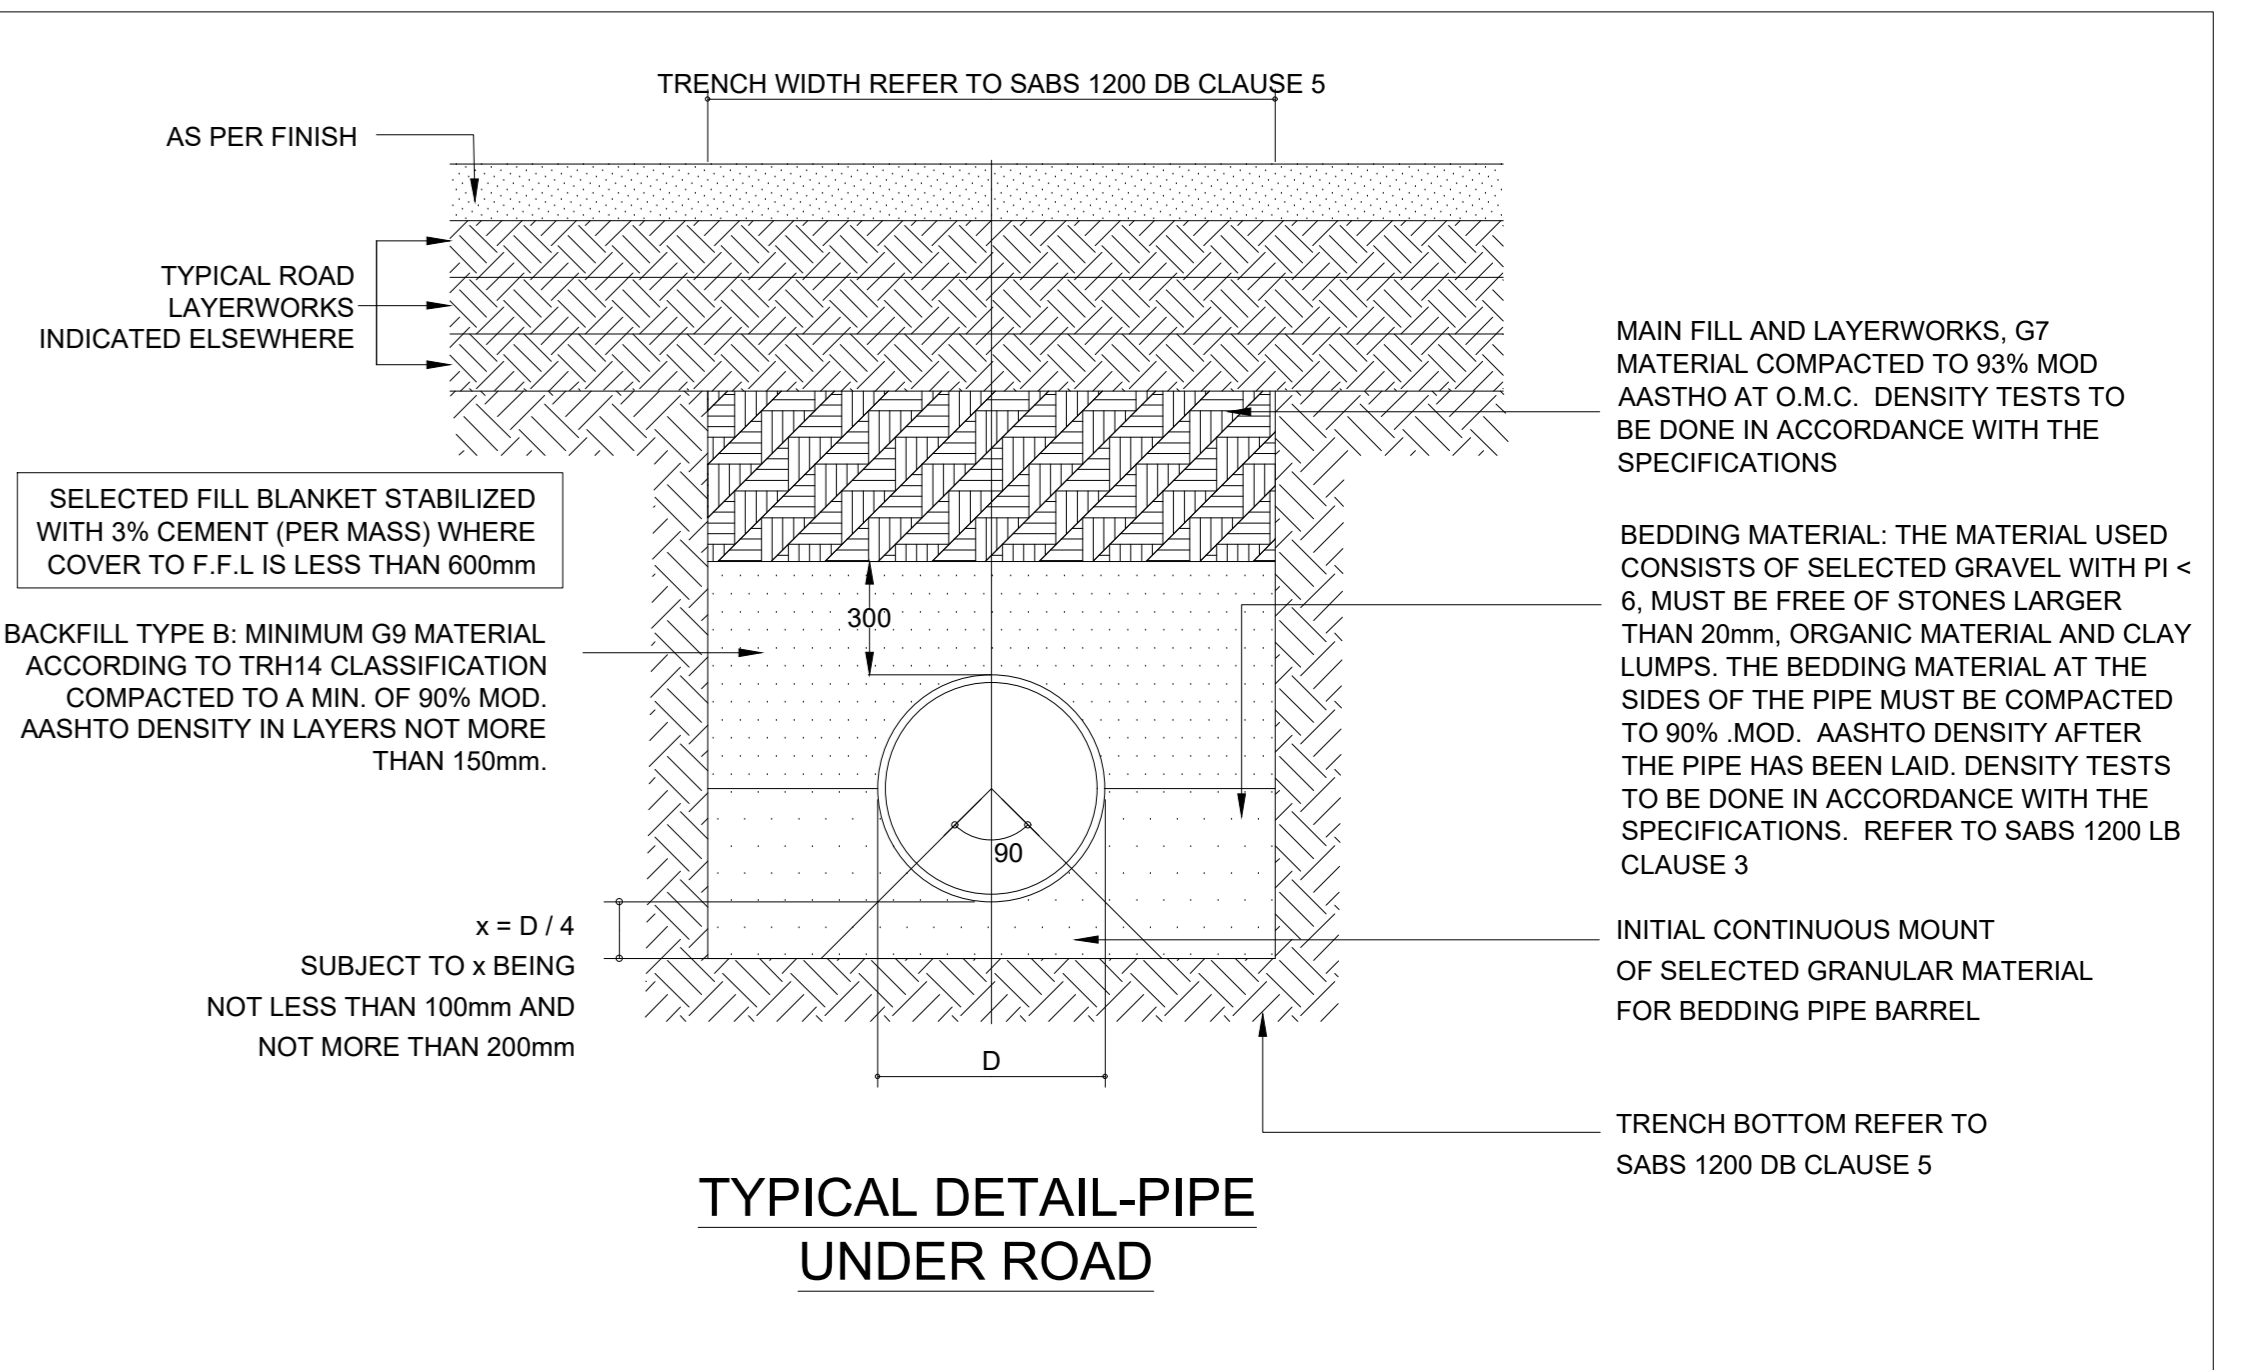 TRENCH WIDTH REFER TO SABS 1200 DB CLAUSE 5
AS PER FINISH
TYPICAL ROAD
LAYERWORKS
INDICATED ELSEWHERE
SELECTED FILL BLANKET STABILIZED
WITH 3% CEMENT (PER MASS) WHERE
COVER TO F.F.L IS LESS THAN 600mm
BACKFILL TYPE B: MINIMUM G9 MATERIAL
ACCORDING TO TRH14 CLASSIFICATION
COMPACTED TO A MIN. OF 90% MOD.
AASHTO DENSITY IN LAYERS NOT MORE
THAN 150mm.
x = D / 4
SUBJECT TO x BEING
NOT LESS THAN 100mm AND
NOT MORE THAN 200mm
300
90
D
MAIN FILL AND LAYERWORKS, G7
MATERIAL COMPACTED TO 93% MOD
AASTHO AT O.M.C. DENSITY TESTS TO
BE DONE IN ACCORDANCE WITH THE
SPECIFICATIONS
BEDDING MATERIAL: THE MATERIAL USED
CONSISTS OF SELECTED GRAVEL WITH PI <
6, MUST BE FREE OF STONES LARGER
THAN 20mm, ORGANIC MATERIAL AND CLAY
LUMPS. THE BEDDING MATERIAL AT THE
SIDES OF THE PIPE MUST BE COMPACTED
TO 90% .MOD. AASHTO DENSITY AFTER
THE PIPE HAS BEEN LAID. DENSITY TESTS
TO BE DONE IN ACCORDANCE WITH THE
SPECIFICATIONS. REFER TO SABS 1200 LB
CLAUSE 3
INITIAL CONTINUOUS MOUNT
OF SELECTED GRANULAR MATERIAL
FOR BEDDING PIPE BARREL
TRENCH BOTTOM REFER TO
SABS 1200 DB CLAUSE 5
TYPICAL DETAIL-PIPE
UNDER ROAD